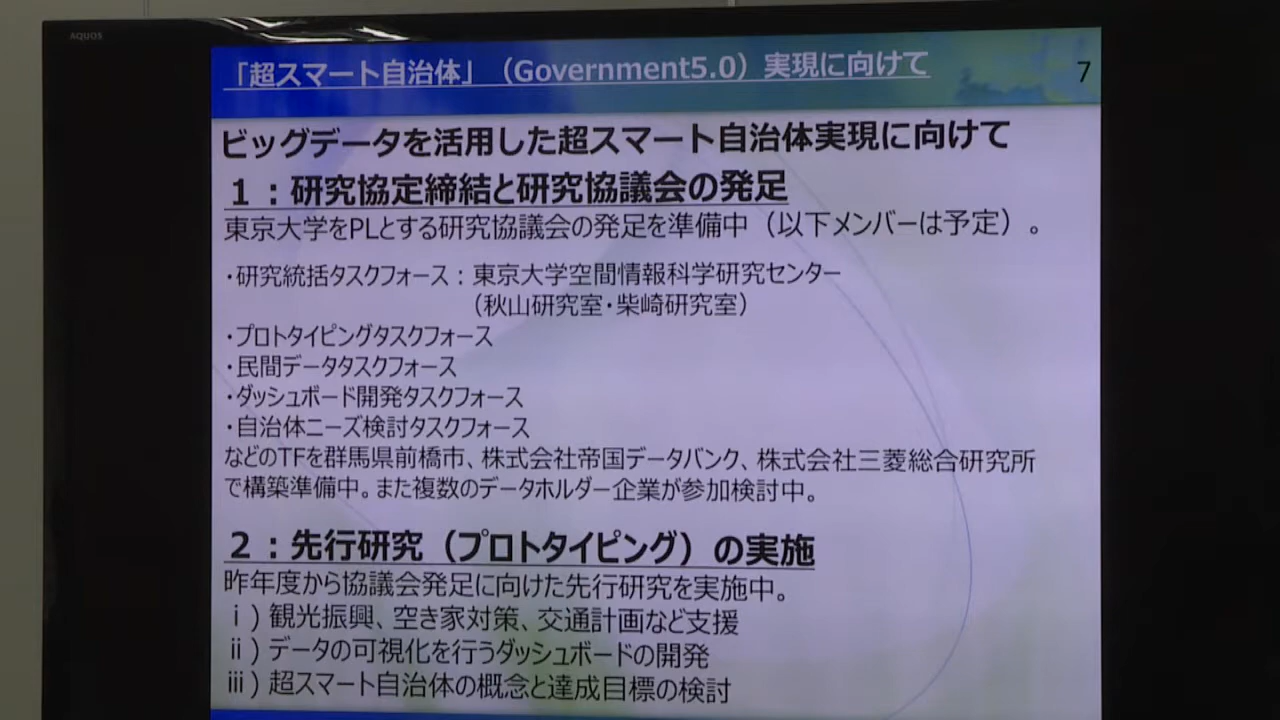 AQUOS
「超スマート自治体」（Government5.0）実現に向けて
7
ビッグデータを活用した超スマート自治体実現に向けて
１：研究協定締結と研究協議会の発足
東京大学をPLとする研究協議会の発足を準備中（以下メンバーは予定）。
・研究統括タスクフォース：東京大学空間情報科学研究センター
（秋山研究室・柴崎研究室）
・プロトタイピングタスクフォース
・民間データタスクフォース
・ダッシュボード開発タスクフォース
・自治体ニーズ検討タスクフォース
などのTFを群馬県前橋市、株式会社帝国データバンク、株式会社三菱総合研究所
で構築準備中。また複数のデータホルダー企業が参加検討中。
２：先行研究（プロトタイピング）の実施
昨年度から協議会発足に向けた先行研究を実施中。
ⅰ）観光振興、空き家対策、交通計画など支援
ⅱ）データの可視化を行うダッシュボードの開発
ⅲ）超スマート自治体の概念と達成目標の検討